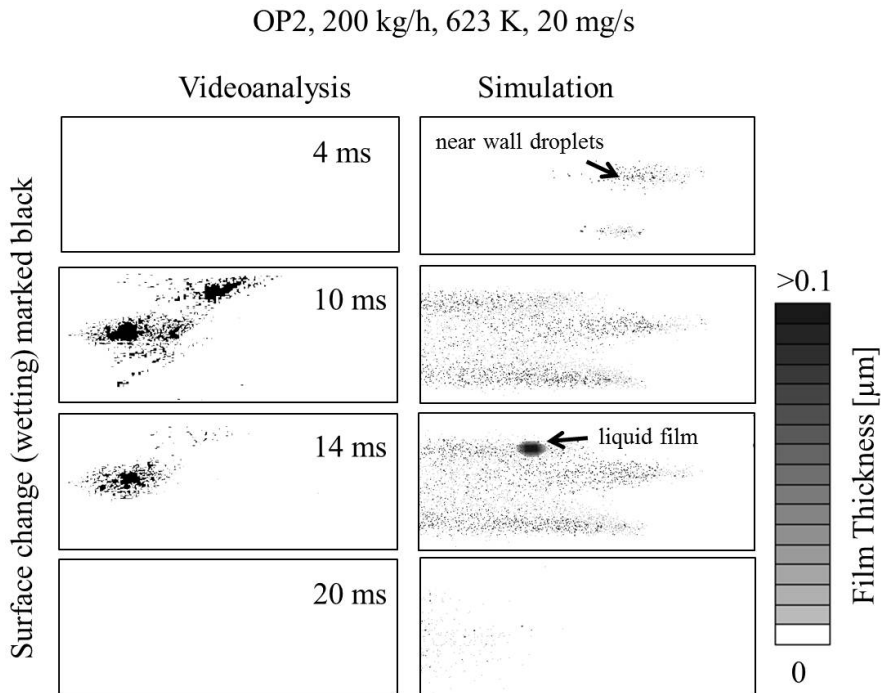 OP2, 200 kg/h, 623 K, 20 mg/s
Videoanalysis
Simulation
Surface change (wetting) marked black
4 ms
near wall droplets
10 ms
14 ms
liquid film
20 ms
>0.1
Film Thickness [µm]
0